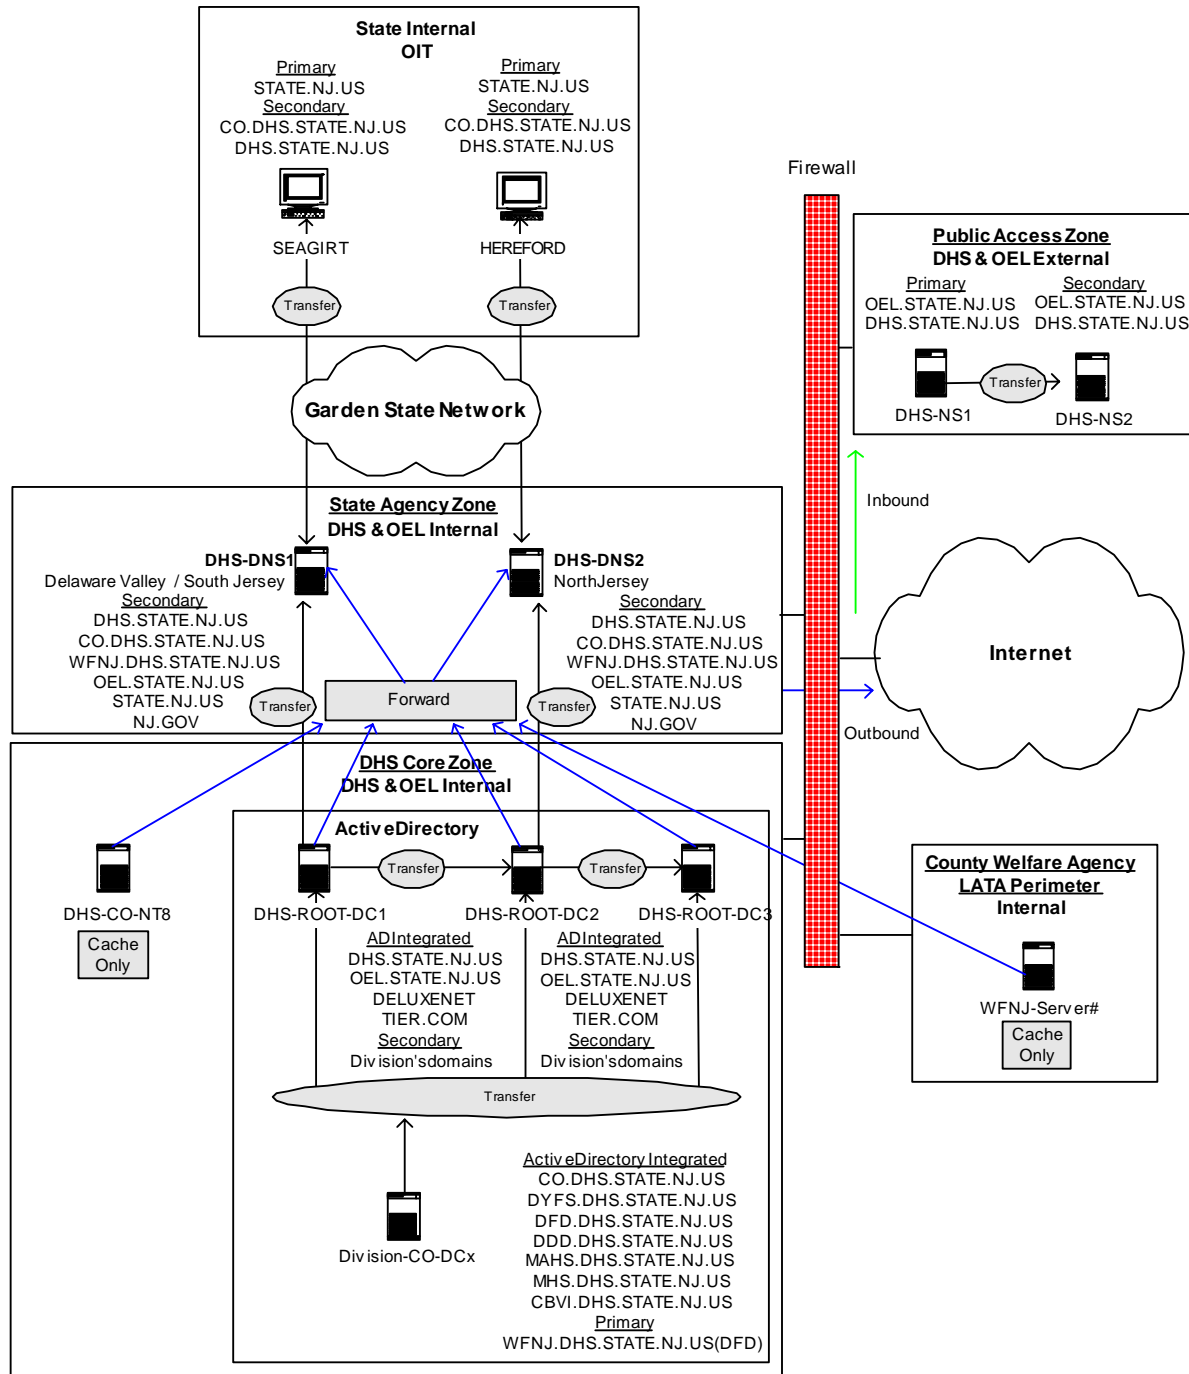 State Internal
OIT
Primary
STATE.NJ.US
Secondary
CO.DHS.STATE.NJ.US
DHS.STATE.NJ.US
SEAGIRT
Transfer
Primary
STATE.NJ.US
Secondary
CO.DHS.STATE.NJ.US
DHS.STATE.NJ.US
HEREFORD
Transfer
Garden State Network
Firewall
Public Access Zone
DHS & OEL External
Primary
OEL.STATE.NJ.US
DHS.STATE.NJ.US
DHS-NS1
Transfer
Secondary
OEL.STATE.NJ.US
DHS.STATE.NJ.US
DHS-NS2
Inbound
Internet
Outbound
State Agency Zone
DHS & OEL Internal
DHS-DNS1
Delaware Valley / South Jersey
Secondary
DHS.STATE.NJ.US
CO.DHS.STATE.NJ.US
WFNJ.DHS.STATE.NJ.US
OEL.STATE.NJ.US
STATE.NJ.US
NJ.GOV
Transfer
Forward
DHS-DNS2
NorthJersey
Secondary
DHS.STATE.NJ.US
CO.DHS.STATE.NJ.US
WFNJ.DHS.STATE.NJ.US
OEL.STATE.NJ.US
STATE.NJ.US
NJ.GOV
Transfer
DHS Core Zone
DHS & OEL Internal
DHS-CO-NT8
Cache
Only
ActiveDirectory
DHS-ROOT-DC1
Transfer
DHS-ROOT-DC2
Transfer
DHS-ROOT-DC3
ADIntegrated
DHS.STATE.NJ.US
OEL.STATE.NJ.US
DELUXENET
TIER.COM
Secondary
Division'sdomains
ADIntegrated
DHS.STATE.NJ.US
OEL.STATE.NJ.US
DELUXENET
TIER.COM
Secondary
Division'sdomains
Transfer
Division-CO-DCx
ActiveDirectory Integrated
CO.DHS.STATE.NJ.US
DYFS.DHS.STATE.NJ.US
DFD.DHS.STATE.NJ.US
DDD.DHS.STATE.NJ.US
MAHS.DHS.STATE.NJ.US
MHS.DHS.STATE.NJ.US
CBVI.DHS.STATE.NJ.US
Primary
WFNJ.DHS.STATE.NJ.US(DFD)
County Welfare Agency
LATA Perimeter
Internal
WFNJ-Server#
Cache
Only